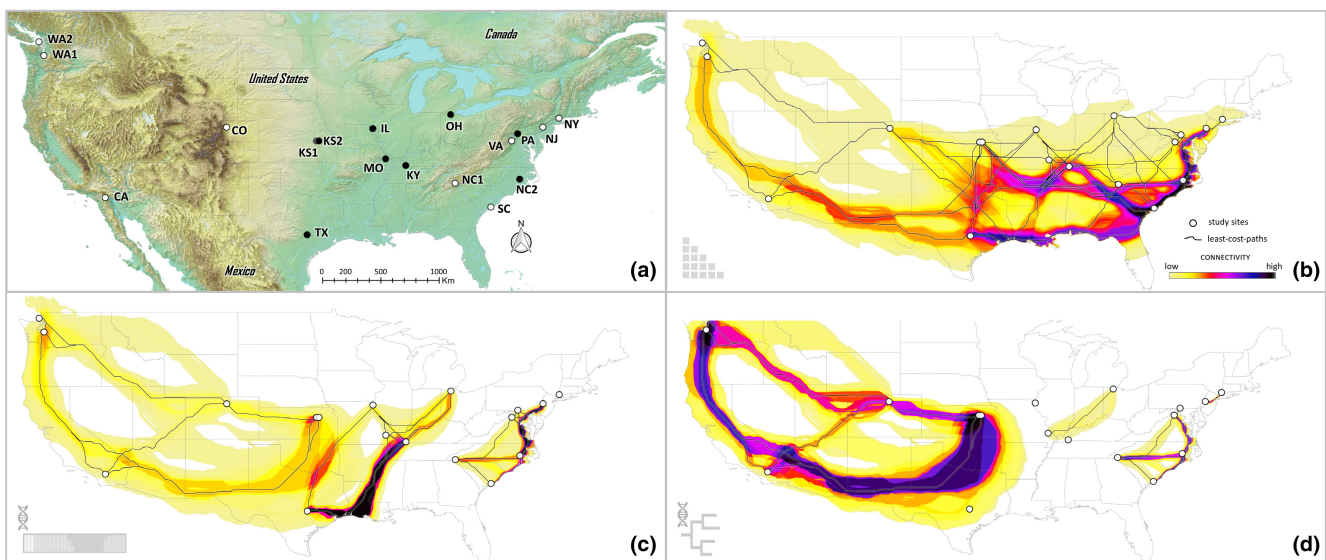 WA2
WA1
Canada
United States
CO
IL
OH
NY
PA
NJ
VA
KS2
KS1
MO
KY
NC1
NC2
CA
SC
TX
N
0 200 600 1000
Km
Mexico
(a)
study sites
least-cost-paths
CONNECTIVITY
low high
(b)
(c)
(d)